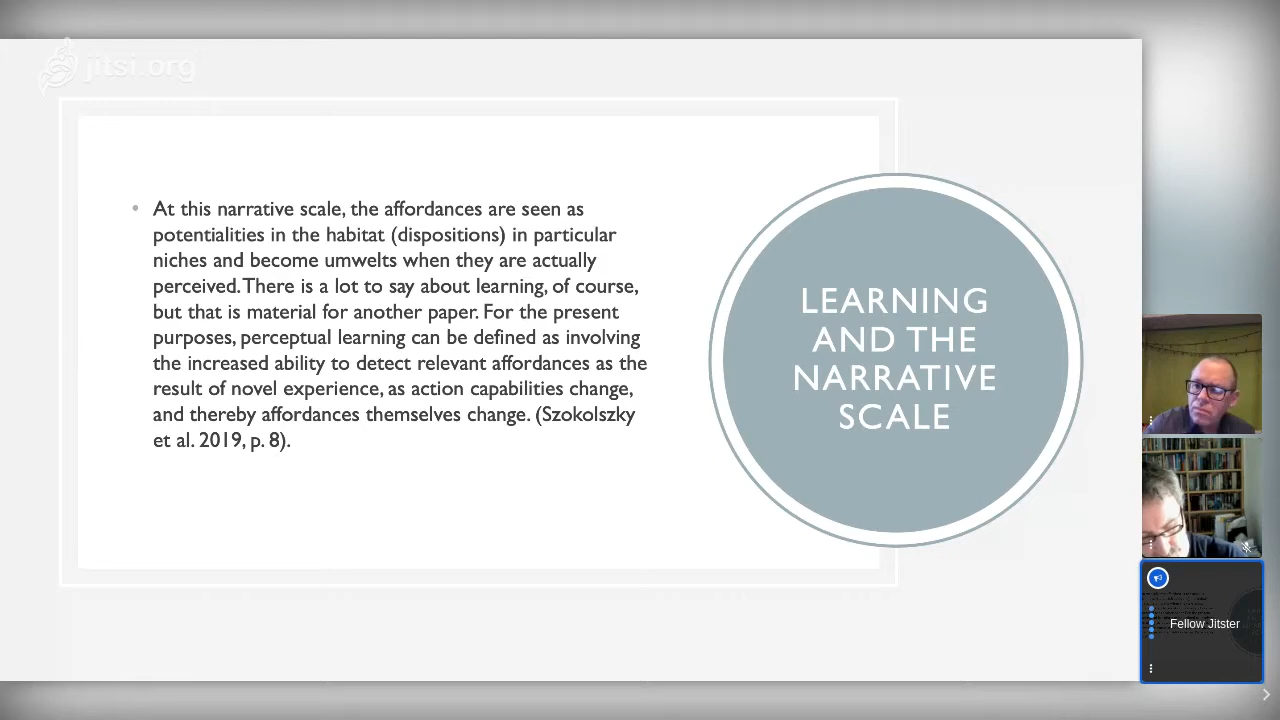 jitsi.org
• At this narrative scale, the affordances are seen as
potentialities in the habitat (dispositions) in particular
niches and become umwelts when they are actually
perceived. There is a lot to say about learning, of course,
but that is material for another paper. For the present
purposes, perceptual learning can be defined as involving
the increased ability to detect relevant affordances as the
result of novel experience, as action capabilities change,
and thereby affordances themselves change. (Szokolszky
et al. 2019, p. 8).
LEARNING
AND THE
NARRATIVE
SCALE
Fellow Jitster